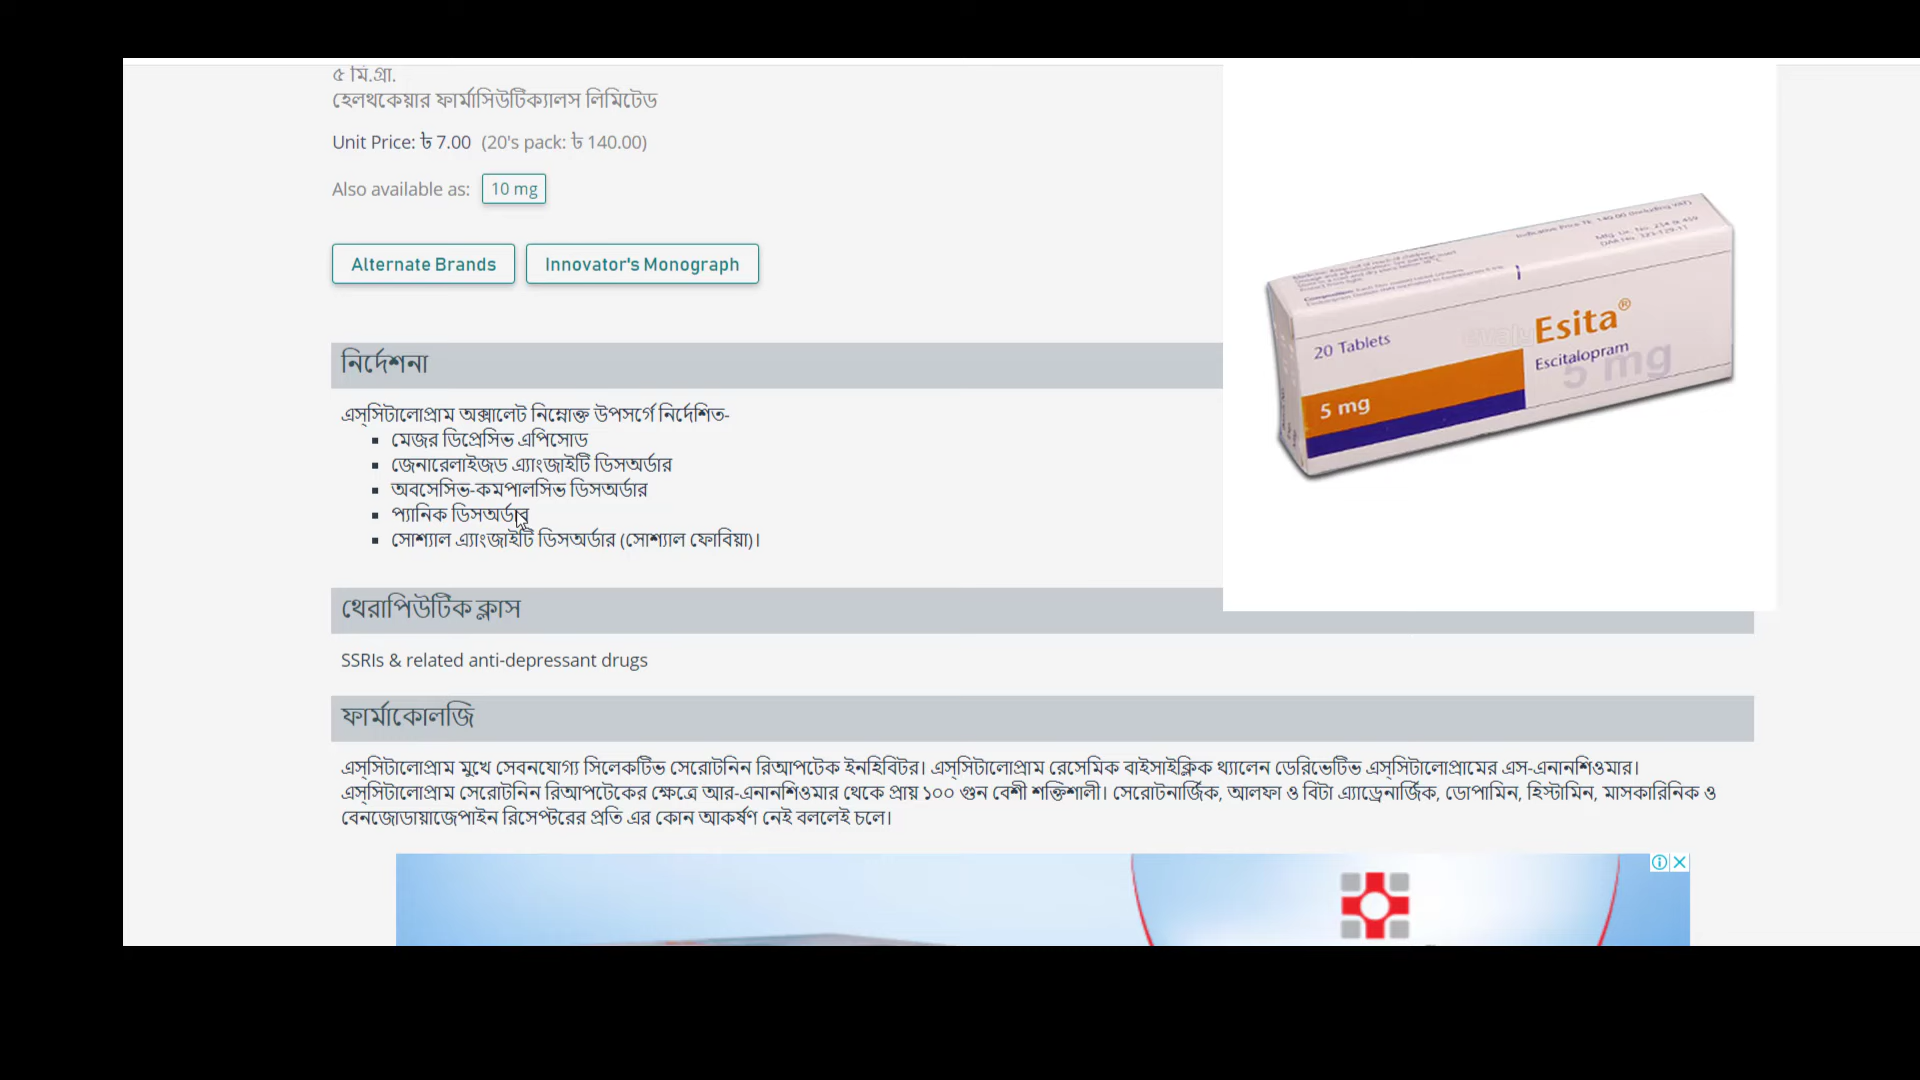 ৫ মি.গ্রা.
হেলথকেয়ার ফার্মাসিউটিক্যালস লিমিটেড
Unit Price: ৳ 7.00 (20's pack: ৳ 140.00)
Also available as: 10 mg
Alternate Brands Innovator's Monograph
নির্দেশনা
এস্‌সিটালোপ্রাম অক্সালেট নিম্নোক্ত উপসর্গে নির্দেশিত-
মেজর ডিপ্রেসিভ এপিসোড
জেনারেলাইজড এ্যাংজাইটি ডিসঅর্ডার
অবসেসিভ-কমপালসিভ ডিসঅর্ডার
প্যানিক ডিসঅর্ডার
সোশ্যাল এ্যাংজাইটি ডিসঅর্ডার (সোশ্যাল ফোবিয়া)।
20 Tablets
Esita®
Escitalopram
5 mg
5 mg
থেরাপিউটিক ক্লাস
SSRIs & related anti-depressant drugs
ফার্মাকোলজি
এস্‌সিটালোপ্রাম মুখে সেবনযোগ্য সিলেকটিভ সেরোটনিন রিআপটেক ইনহিবিটর। এস্‌সিটালোপ্রাম রেসেমিক বাইসাইক্লিক থ্যালেন ডেরিভেটিভ এস্‌সিটালোপ্রামের এস-এনানশিওমার।
এস্‌সিটালোপ্রাম সেরোটনিন রিআপটেকের ক্ষেত্রে আর-এনানশিওমার থেকে প্রায় ১০০ গুন বেশী শক্তিশালী। সেরোটনার্জিক, আলফা ও বিটা এ্যাড্রেনার্জিক, ডোপামিন, হিস্টামিন, মাসকারিনিক ও
বেনজোডায়াজেপাইন রিসেপ্টরের প্রতি এর কোন আকর্ষণ নেই বললেই চলে।